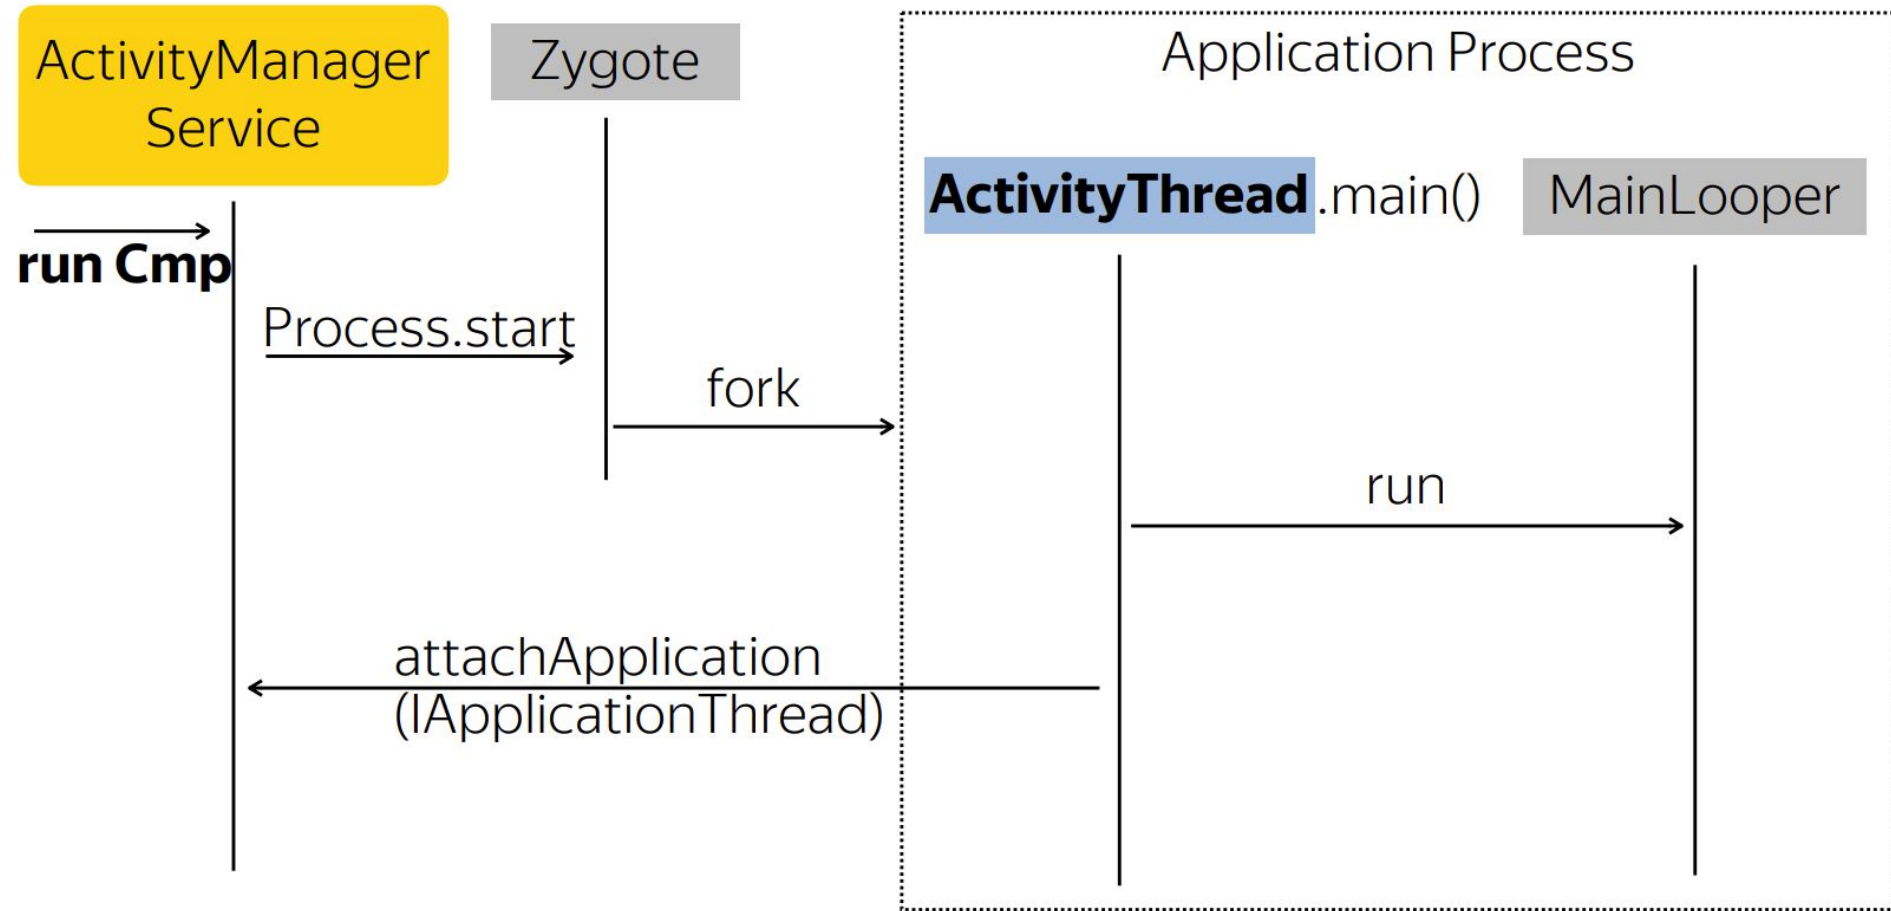 ActivityManager
Service
Zygote
Application Process
ActivityThread.main()
MainLooper
run Cmp
Process.start
fork
run
attachApplication
(IApplicationThread)